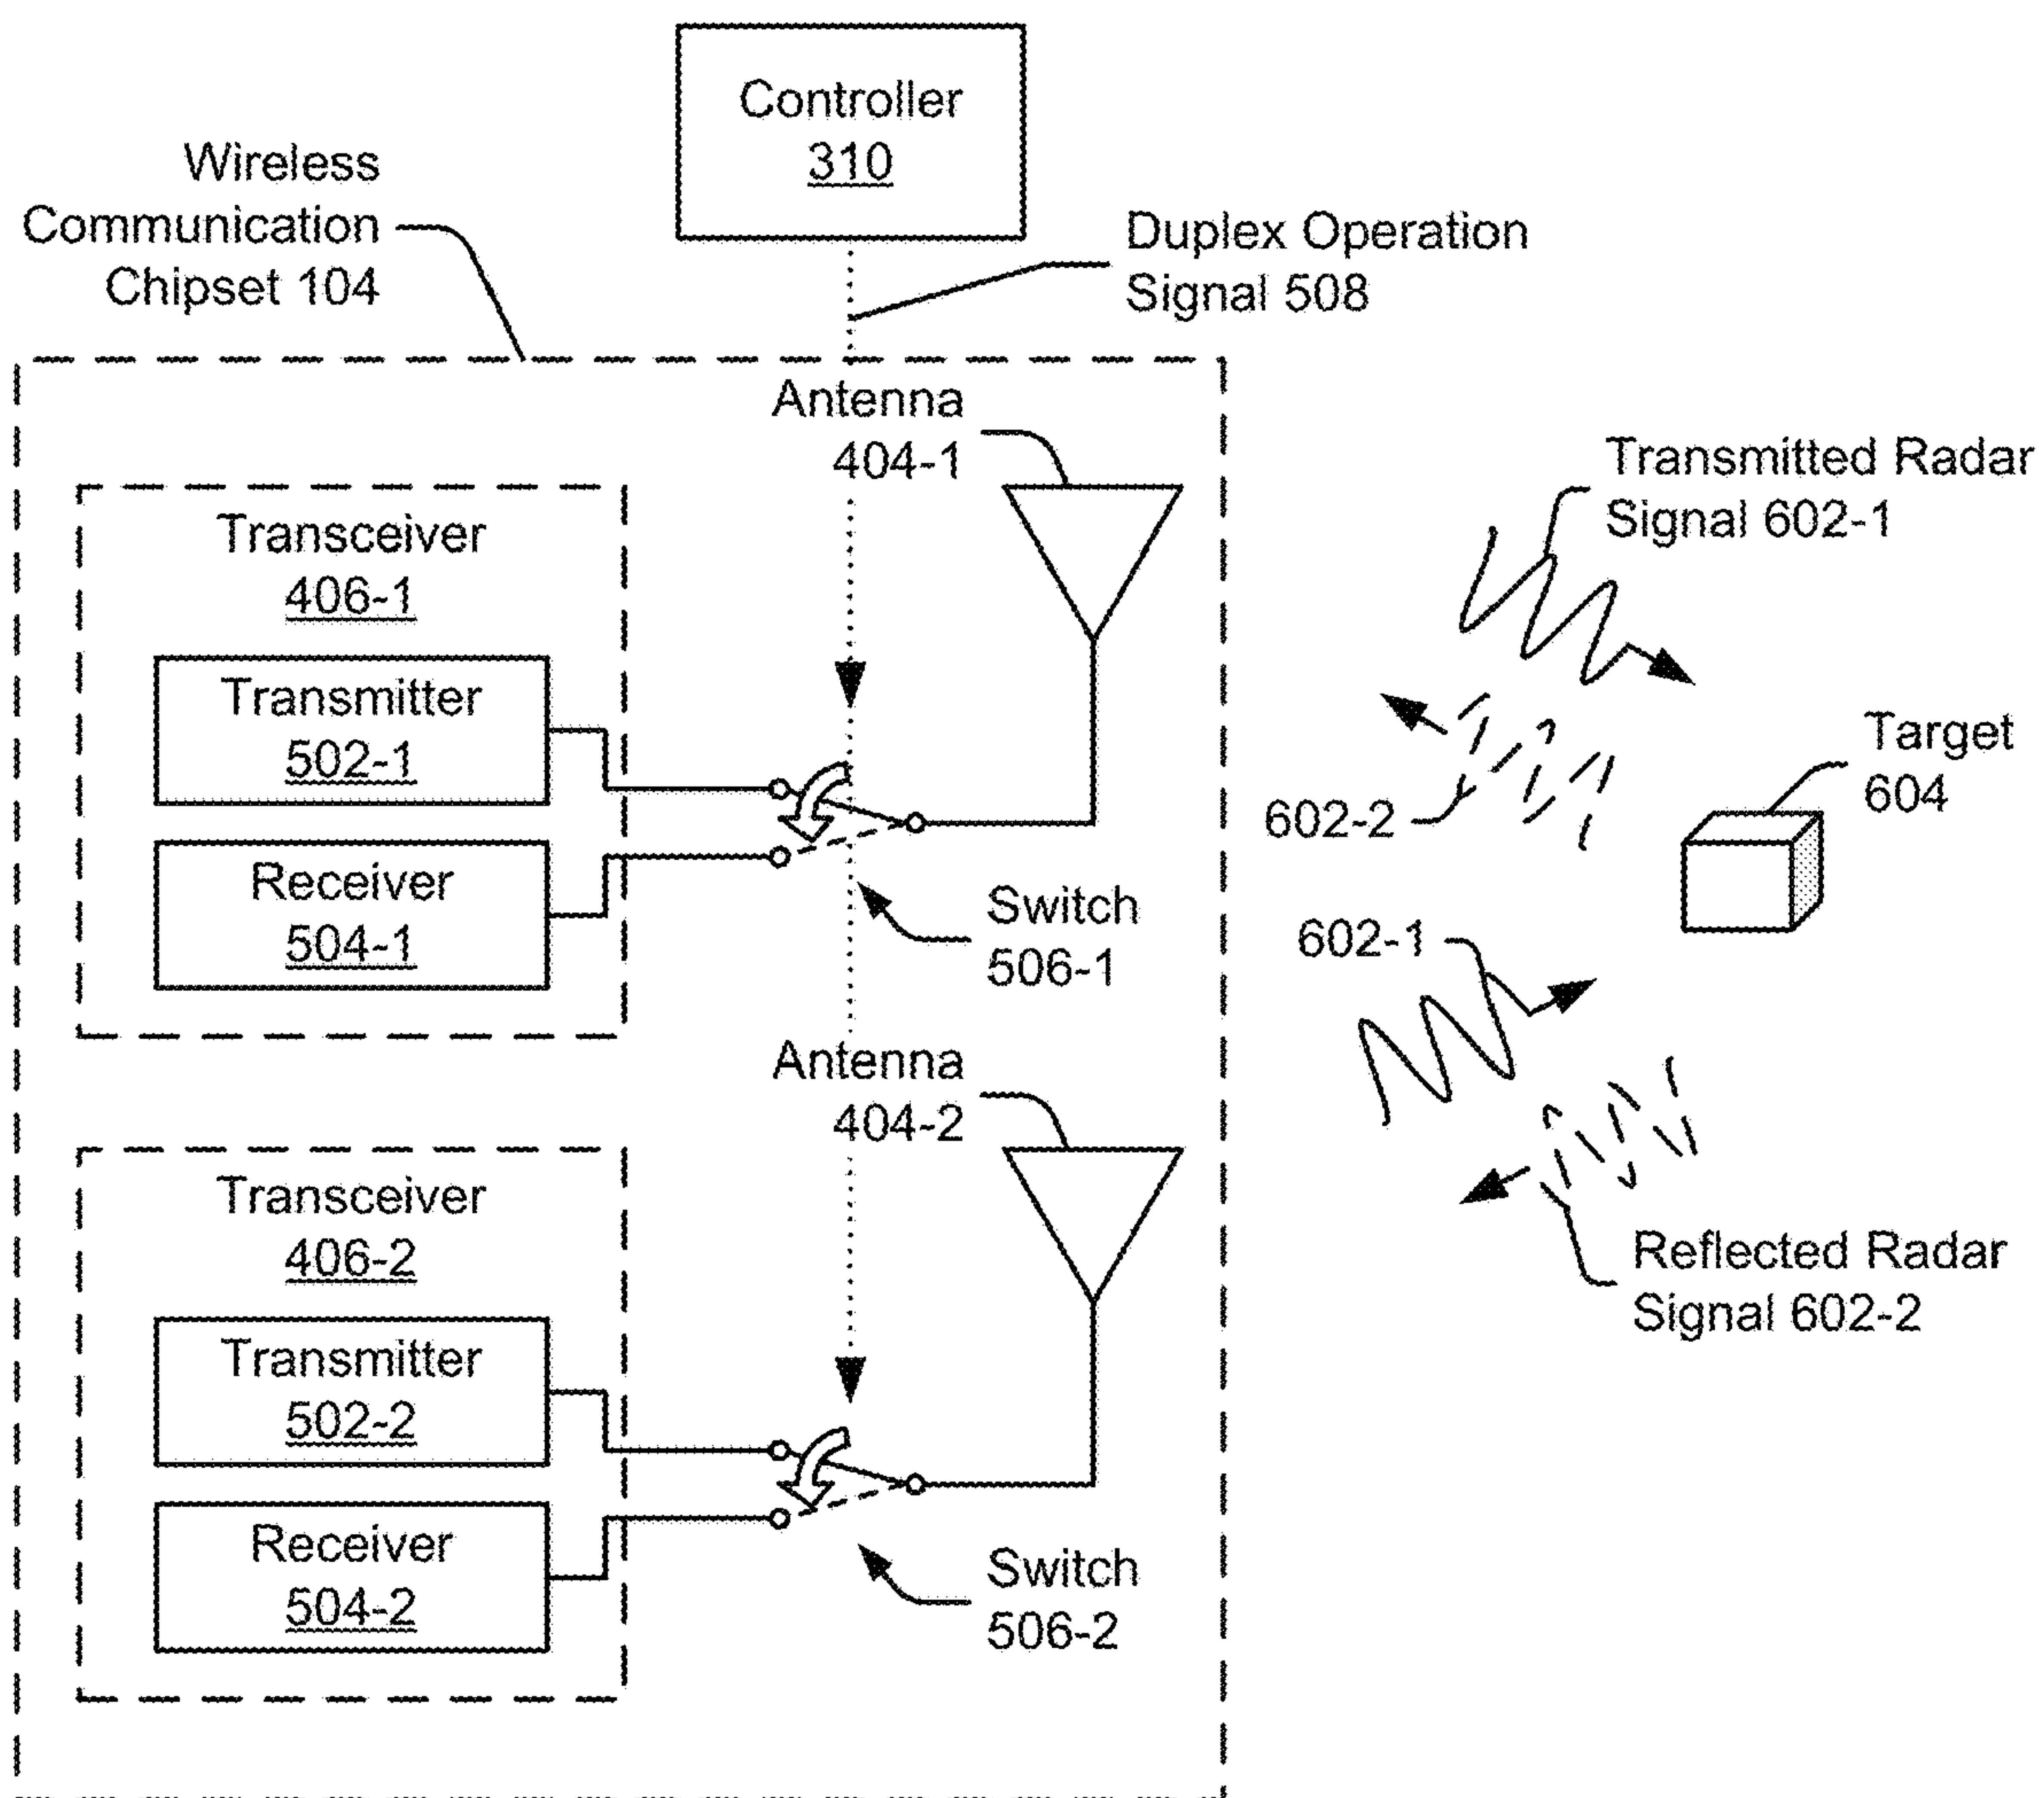 Controller
310
Wireless
Communication
Chipset 104
Duplex Operation
Signal 508
Antenna
404-1
Transmitted Radar
Signal 602-1
Transceiver
406-1
Transmitter
502-1
Target
604
602-2
Receiver
504-1
Switch
506-1
602-1
Antenna
404-2
Transceiver
406-2
Reflected Radar
Signal 602-2
Transmitter
502-2
Receiver
504-2
Switch
506-2